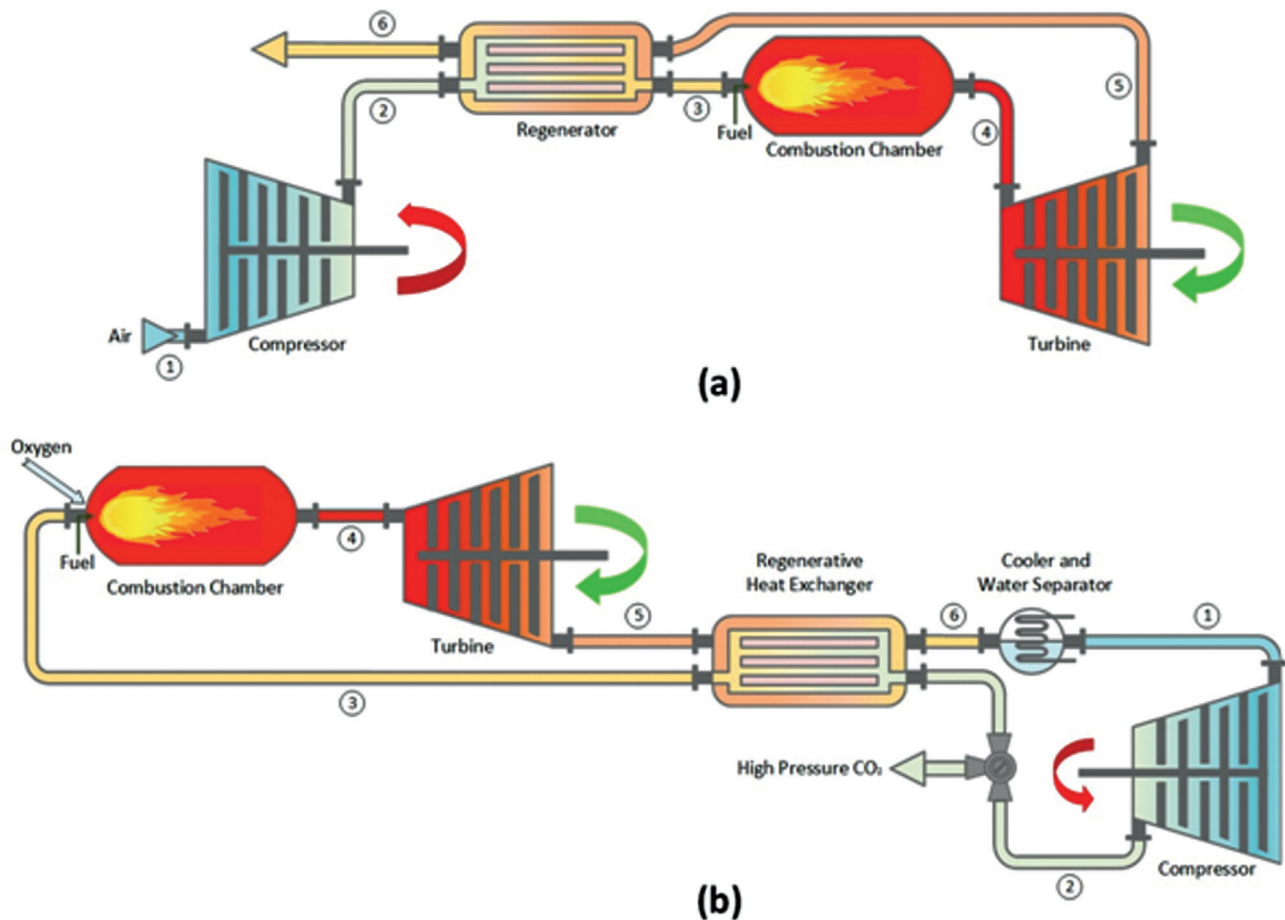 ⑥
②
Regenerator
③
Fuel
Combustion Chamber
④
⑤
Air
①
Compressor
Turbine
(a)
Oxygen
Fuel
Combustion Chamber
④
Turbine
⑤
Regenerative
Heat Exchanger
⑥
Cooler and
Water Separator
①
③
High Pressure CO₂
②
Compressor
(b)